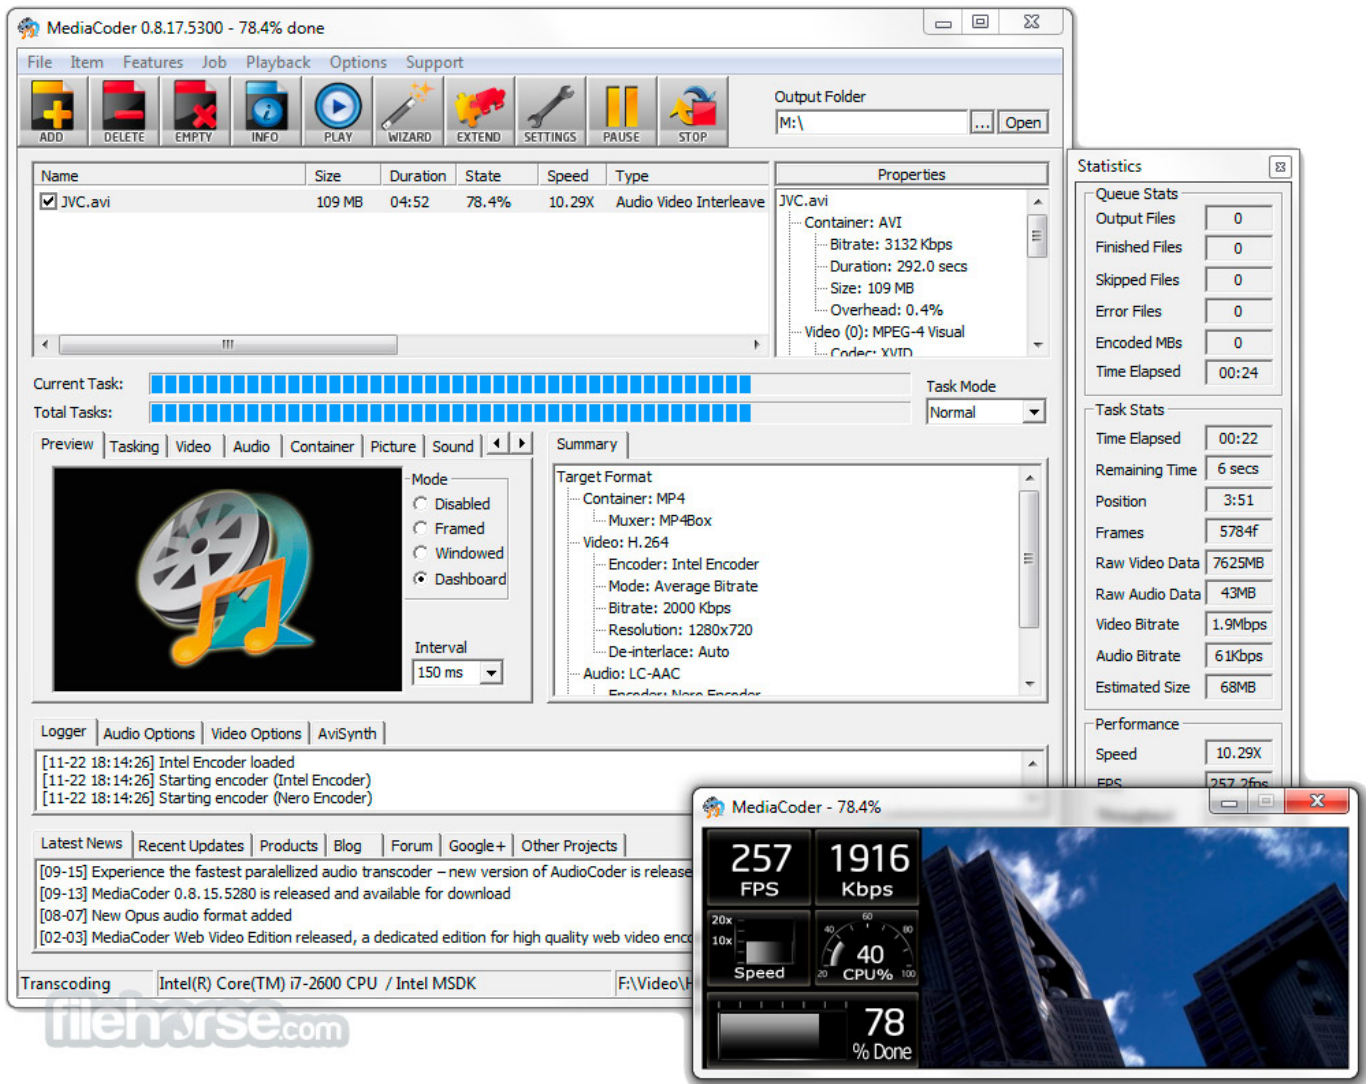 MediaCoder 0.8.17.5300 - 78.4% done
File Item Features Job Playback Options Support
ADD DELETE EMPTY INFO PLAY WIZARD EXTEND SETTINGS PAUSE STOP
Output Folder
M:\ ... Open
Name Size Duration State Speed Type
JVC.avi 109 MB 04:52 78.4% 10.29X Audio Video Interleave
Properties
JVC.avi
Container: AVI
Bitrate: 3132 Kbps
Duration: 292.0 secs
Size: 109 MB
Overhead: 0.4%
Video (0): MPEG-4 Visual
Codec: XVID
Current Task:
Total Tasks:
Task Mode
Normal
Preview Tasking Video Audio Container Picture Sound
Mode
Disabled
Framed
Windowed
Dashboard
Interval
150 ms
Summary
Target Format
Container: MP4
Muxer: MP4Box
Video: H.264
Encoder: Intel Encoder
Mode: Average Bitrate
Bitrate: 2000 Kbps
Resolution: 1280x720
De-interlace: Auto
Audio: LC-AAC
Encoder: Nero Encoder
Logger Audio Options Video Options AviSynth
[11-22 18:14:26] Intel Encoder loaded
[11-22 18:14:26] Starting encoder (Intel Encoder)
[11-22 18:14:26] Starting encoder (Nero Encoder)
Latest News Recent Updates Products Blog Forum Google+ Other Projects
[09-15] Experience the fastest paralellized audio transcoder – new version of AudioCoder is release
[09-13] MediaCoder 0.8.15.5280 is released and available for download
[08-07] New Opus audio format added
[02-03] MediaCoder Web Video Edition released, a dedicated edition for high quality web video enco
Transcoding Intel(R) Core(TM) i7-2600 CPU / Intel MSDK F:\Video\H
Statistics
Queue Stats
Output Files 0
Finished Files 0
Skipped Files 0
Error Files 0
Encoded MBs 0
Time Elapsed 00:24
Task Stats
Time Elapsed 00:22
Remaining Time 6 secs
Position 3:51
Frames 5784f
Raw Video Data 7625MB
Raw Audio Data 43MB
Video Bitrate 1.9Mbps
Audio Bitrate 61Kbps
Estimated Size 68MB
Performance
Speed 10.29X
FPS 257.2fps
MediaCoder - 78.4%
257 FPS
1916 Kbps
20x
10x
Speed
20 40 60 80 100
40
CPU%
78
% Done
filehorse.com